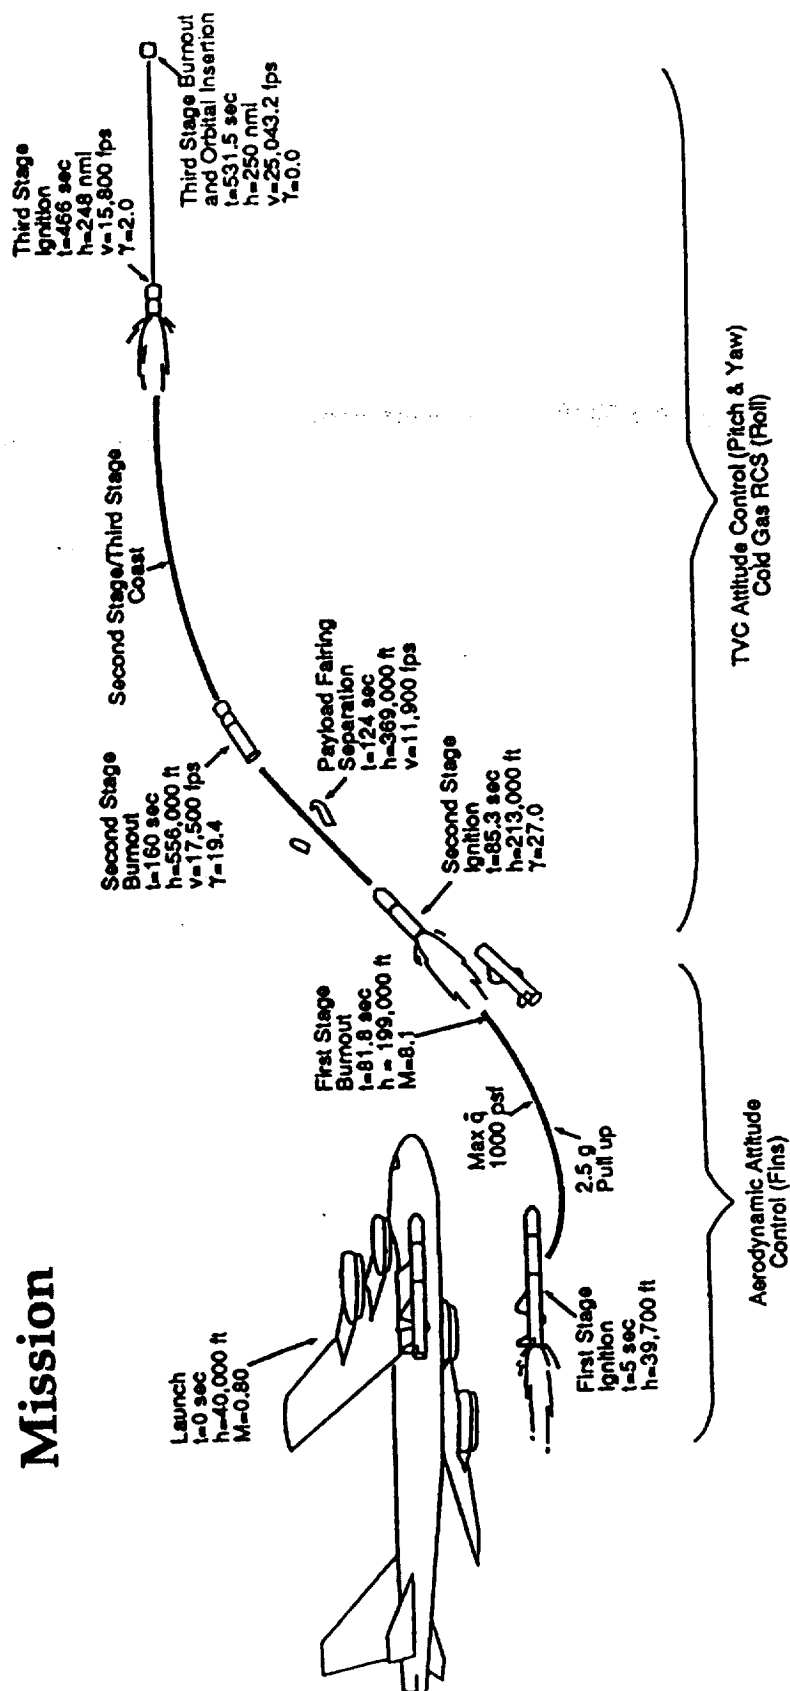 Mission
Launch
t=0 sec
h=40,000 ft
M=0.80
First Stage
Ignition
t=5 sec
h=39,700 ft
2.5 g
Pull up
Max q̄
1000 psf
First Stage
Burnout
t=81.8 sec
h = 199,000 ft
M=8.1
Second Stage
Ignition
t=85.3 sec
h=213,000 ft
γ=27.0
Payload Fairing
Separation
t=124 sec
h=369,000 ft
v=11,900 fps
Second Stage
Burnout
t=160 sec
h=556,000 ft
v=17,500 fps
γ=19.4
Second Stage/Third Stage
Coast
Third Stage
Ignition
t=466 sec
h=248 nmi
v=15,800 fps
γ=2.0
Third Stage Burnout
and Orbital Insertion
t=531.5 sec
h=250 nmi
v=25,043.2 fps
γ=0.0
Aerodynamic Attitude
Control (Fins)
TVC Attitude Control (Pitch & Yaw)
Cold Gas RCS (Roll)